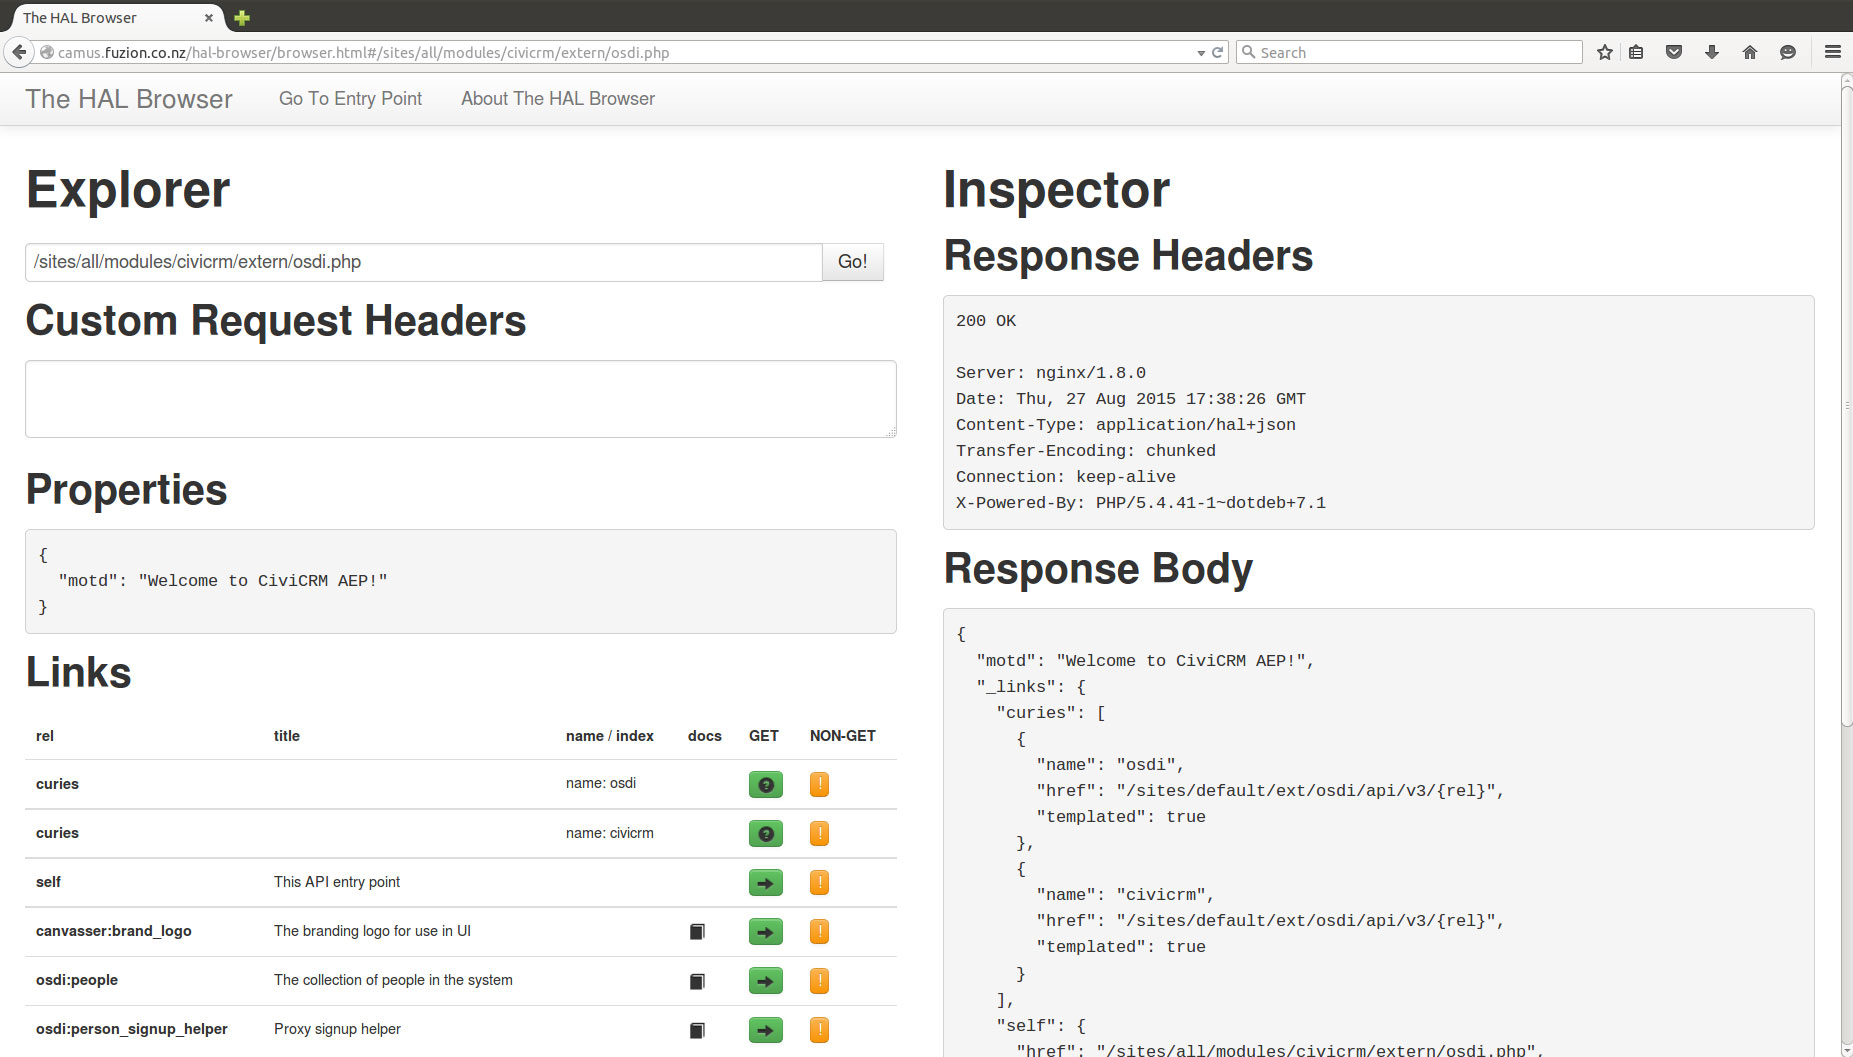 The HAL Browser
camus.fuzion.co.nz/hal-browser/browser.html#/sites/all/modules/civicrm/extern/osdi.php
Search
The HAL Browser Go To Entry Point About The HAL Browser
Explorer
/sites/all/modules/civicrm/extern/osdi.php Go!
Custom Request Headers
Properties
{
"motd": "Welcome to CiviCRM AEP!"
}
Links
rel title name / index docs GET NON-GET
curies name: osdi ? !
curies name: civicrm ? !
self This API entry point !
canvasser:brand_logo The branding logo for use in UI !
osdi:people The collection of people in the system !
osdi:person_signup_helper Proxy signup helper !
Inspector
Response Headers
200 OK
Server: nginx/1.8.0
Date: Thu, 27 Aug 2015 17:38:26 GMT
Content-Type: application/hal+json
Transfer-Encoding: chunked
Connection: keep-alive
X-Powered-By: PHP/5.4.41-1~dotdeb+7.1
Response Body
{
"motd": "Welcome to CiviCRM AEP!",
"_links": {
"curies": [
{
"name": "osdi",
"href": "/sites/default/ext/osdi/api/v3/{rel}",
"templated": true
},
{
"name": "civicrm",
"href": "/sites/default/ext/osdi/api/v3/{rel}",
"templated": true
}
],
"self": {
"href": "/sites/all/modules/civicrm/extern/osdi.php",